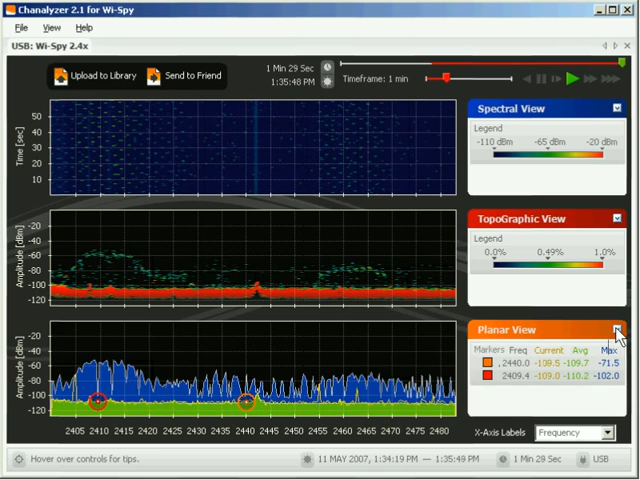 Chanalyzer 2.1 for Wi-Spy
File View Help
USB: Wi-Spy 2.4x
Upload to Library Send to Friend
1 Min 29 Sec
1:35:48 PM
Timeframe: 1 min
Time [sec]
50
40
30
20
10
Spectral View
Legend
-110 dBm -65 dBm -20 dBm
Amplitude [dBm]
-20
-40
-60
-80
-100
-120
TopoGraphic View
Legend
0.0% 0.49% 1.0%
Amplitude [dBm]
-20
-40
-60
-80
-100
-120
Planar View
Markers Freq Current Avg Max
2440.0 -109.5 -109.7 -71.5
2409.4 -109.0 -110.2 -102.0
2405 2410 2415 2420 2425 2430 2435 2440 2445 2450 2455 2460 2465 2470 2475 2480
X-Axis Labels Frequency
Hover over controls for tips.
11 MAY 2007, 1:34:19 PM — 1:35:49 PM
1 Min 29 Sec
USB